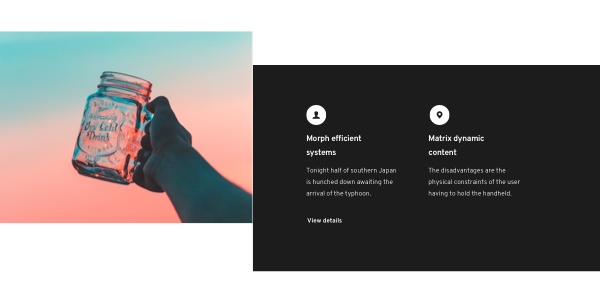 Ice Cold
Drink
Morph efficient
systems
Tonight half of southern Japan
is hunched down awaiting the
arrival of the typhoon.
View details
Matrix dynamic
content
The disadvantages are the
physical constraints of the user
having to hold the handheld.